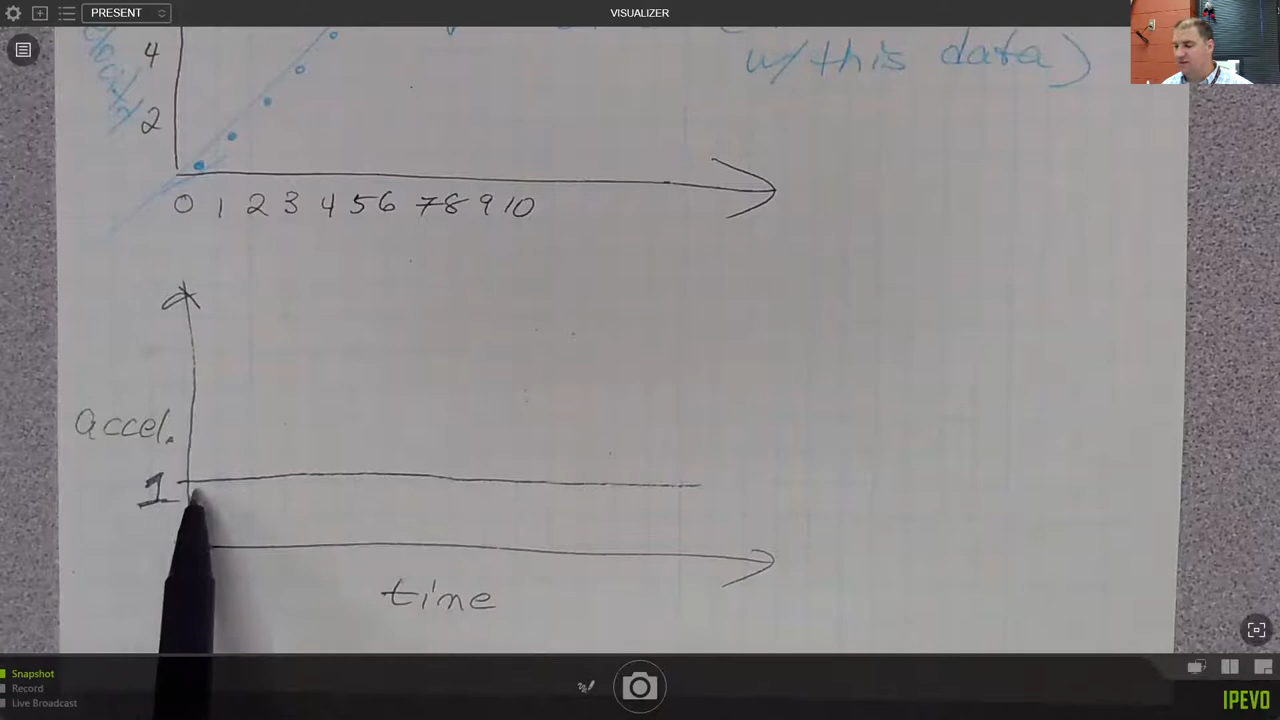 PRESENT
VISUALIZER
4
w/ this data)
2
0 1 2 3 4 5 6 7 8 9 10
accel.
1
time
Snapshot
Record
Live Broadcast
IPEVO